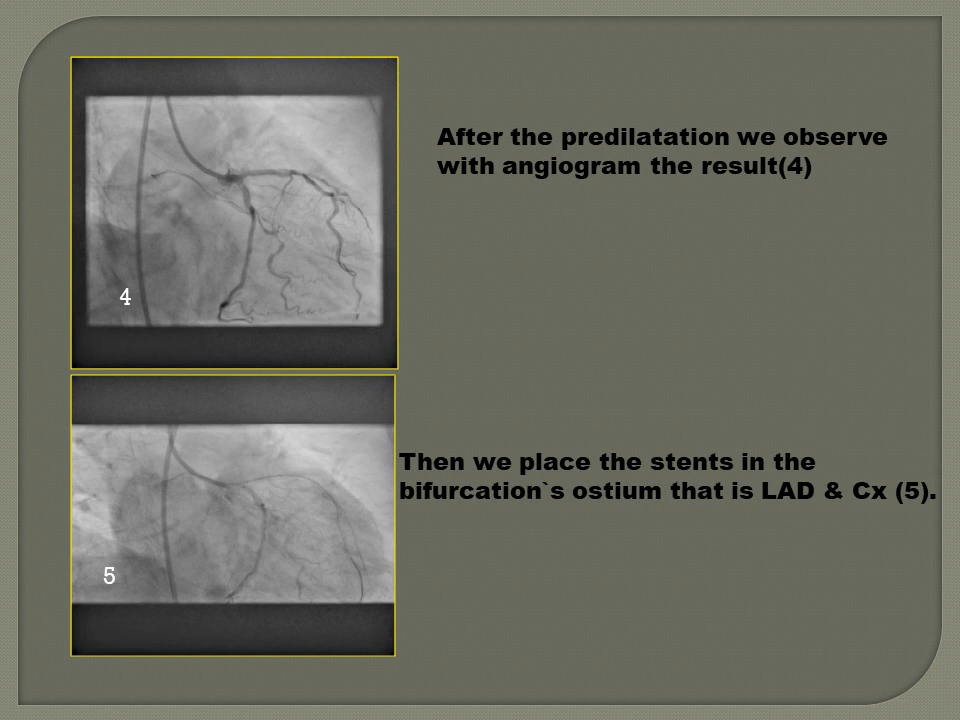 After the predilatation we observe
with angiogram the result(4)
4
Then we place the stents in the
bifurcation`s ostium that is LAD & Cx (5).
5